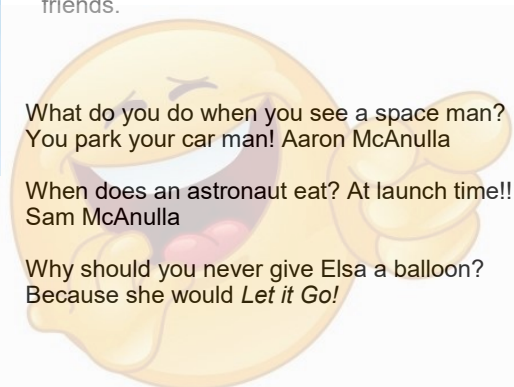 friends.
What do you do when you see a space man?
You park your car man! Aaron McAnulla
When does an astronaut eat? At launch time!!
Sam McAnulla
Why should you never give Elsa a balloon?
Because she would Let it Go!